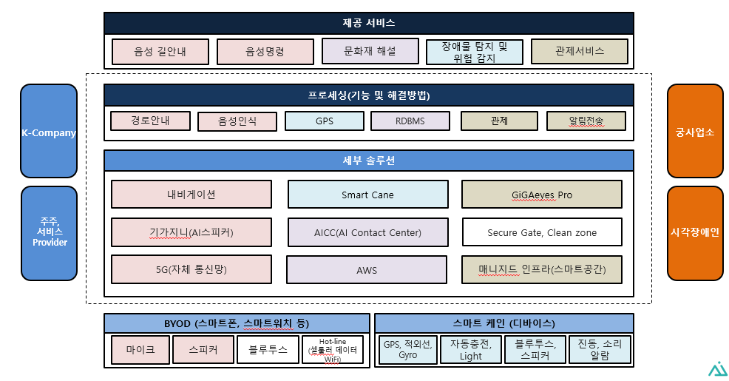 제공 서비스
음성 길안내
음성명령
문화재 해설
장애물 탐지 및
위험 감지
관제서비스
K-Company
주주,
서비스
Provider
프로세싱(기능 및 해결방법)
경로안내
음성인식
GPS
RDBMS
관제
알림전송
세부 솔루션
내비게이션
Smart Cane
GiGAeyes Pro
기가지니(AI스피커)
AICC(AI Contact Center)
Secure Gate, Clean zone
5G(자체 통신망)
AWS
매니지드 인프라(스마트공간)
궁사업소
시각장애인
BYOD (스마트폰, 스마트워치 등)
마이크
스피커
블루투스
Hot-line
(셀룰러 데이터
WiFi)
스마트 케인 (디바이스)
GPS, 적외선,
Gyro
자동충전,
Light
블루투스,
스피커
진동, 소리
알람